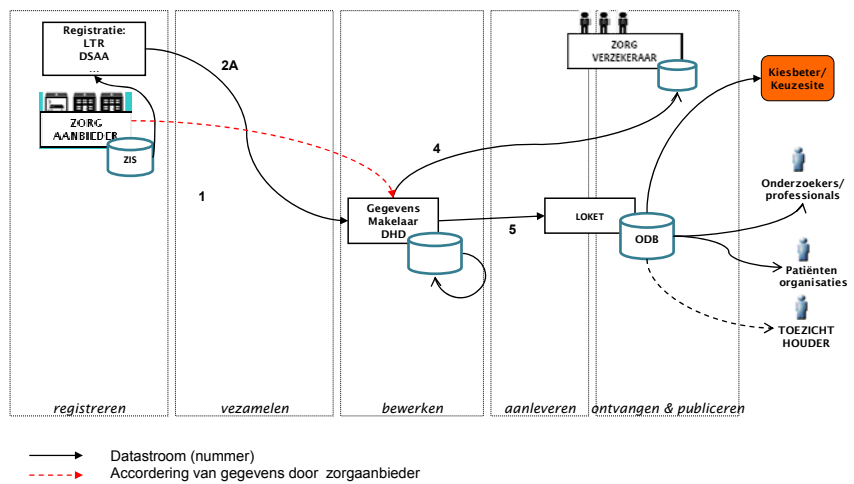 Registratie:
LTR
DSAA
...
2A
ZORG
AANBIEDER
ZIS
1
ZORG
VERZEKERAAR
Kiesbeter/
Keuzesite
4
Gegevens
Makelaar
DHD
5
LOKET
ODB
Onderzoekers/
professionals
Patiënten
organisaties
TOEZICHT
HOUDER
registreren
vezamelen
bewerken
aanleveren
ontvangen & publiceren
Datastroom (nummer)
Accordering van gegevens door zorgaanbieder